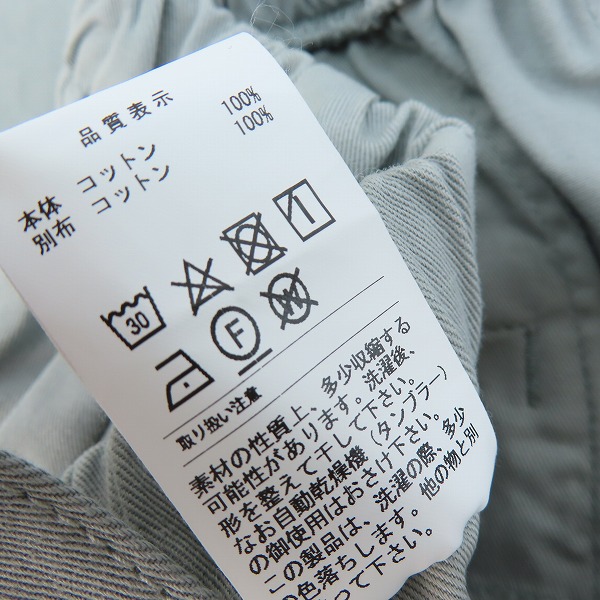 品質表示
本体 コットン 100%
別布 コットン 100%
30
F
W
取り扱い注意
素材の性質上、多少収縮する
可能性があります。洗濯後、
形を整えて干して下さい。
なお自動乾燥機(タンブラー)
の御使用はおさけ下さい。
この製品は、洗濯の際、多少
の色落ちします。他の物と別
って下さい。